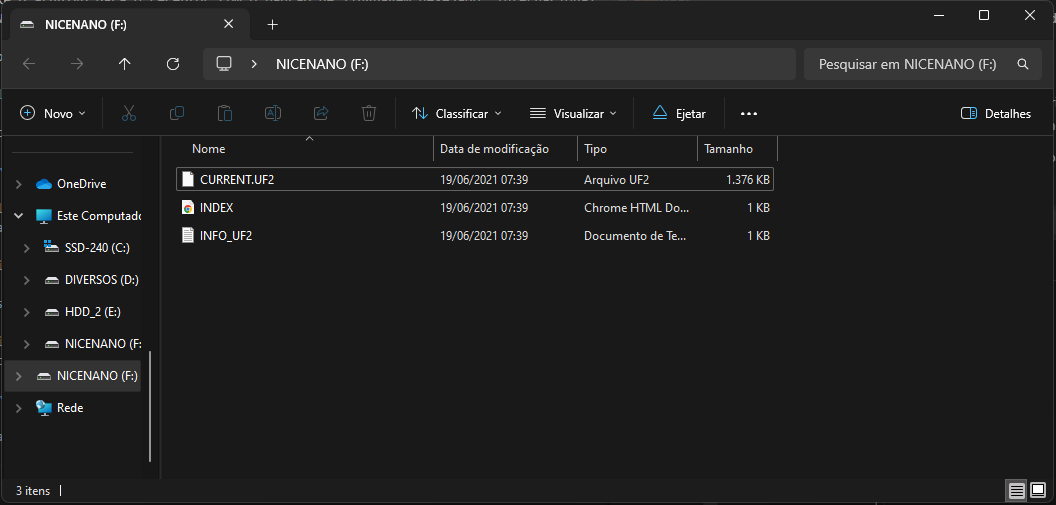 NICENANO (F:)
NICENANO (F:)
Pesquisar em NICENANO (F:)
Novo
Classificar
Visualizar
Ejetar
Detalhes
Nome
Data de modificação
Tipo
Tamanho
CURRENT.UF2
19/06/2021 07:39
Arquivo UF2
1.376 KB
INDEX
19/06/2021 07:39
Chrome HTML Do...
1 KB
INFO_UF2
19/06/2021 07:39
Documento de Te...
1 KB
OneDrive
Este Computado
SSD-240 (C:)
DIVERSOS (D:)
HDD_2 (E:)
NICENANO (F:
NICENANO (F:)
Rede
3 itens